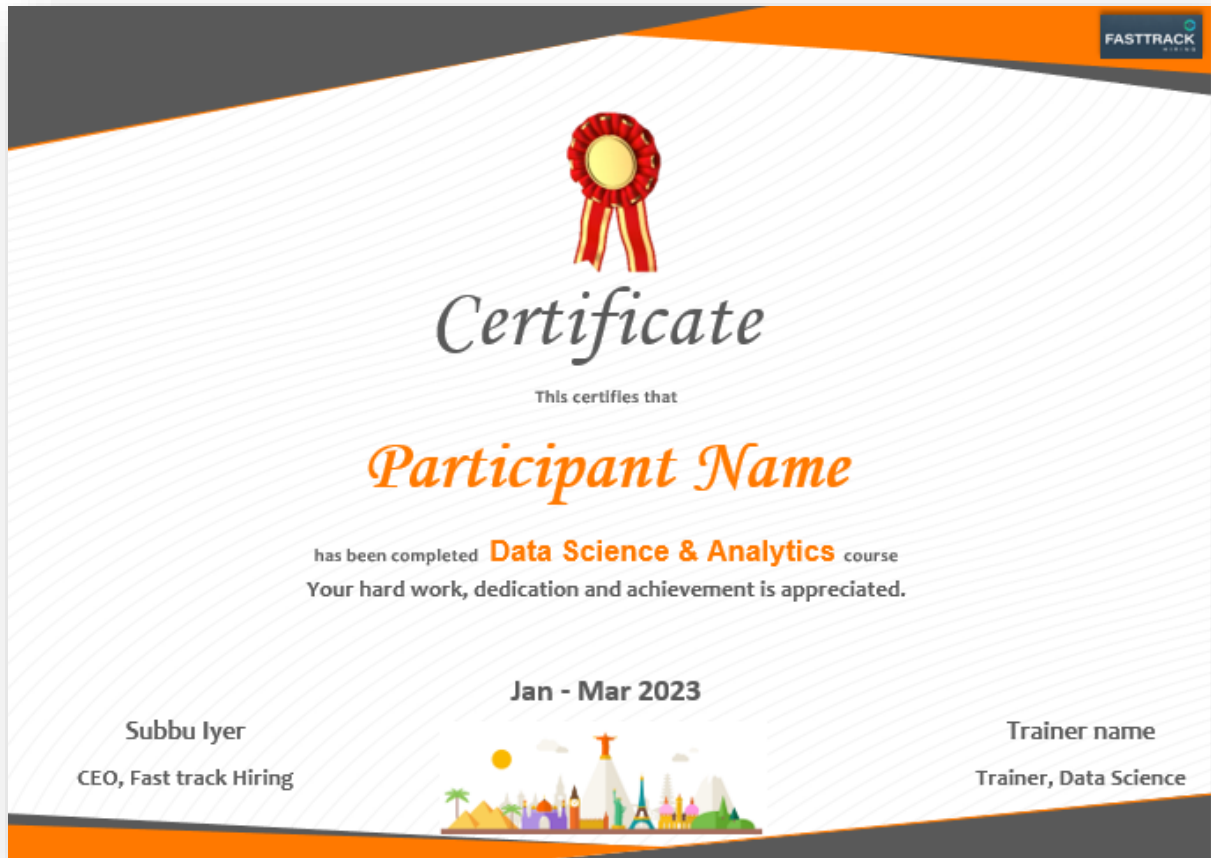 FASTTRACK
HIRING
Certificate
This certifies that
Participant Name
has been completed Data Science & Analytics course
Your hard work, dedication and achievement is appreciated.
Jan - Mar 2023
Subbu Iyer
CEO, Fast track Hiring
Trainer name
Trainer, Data Science